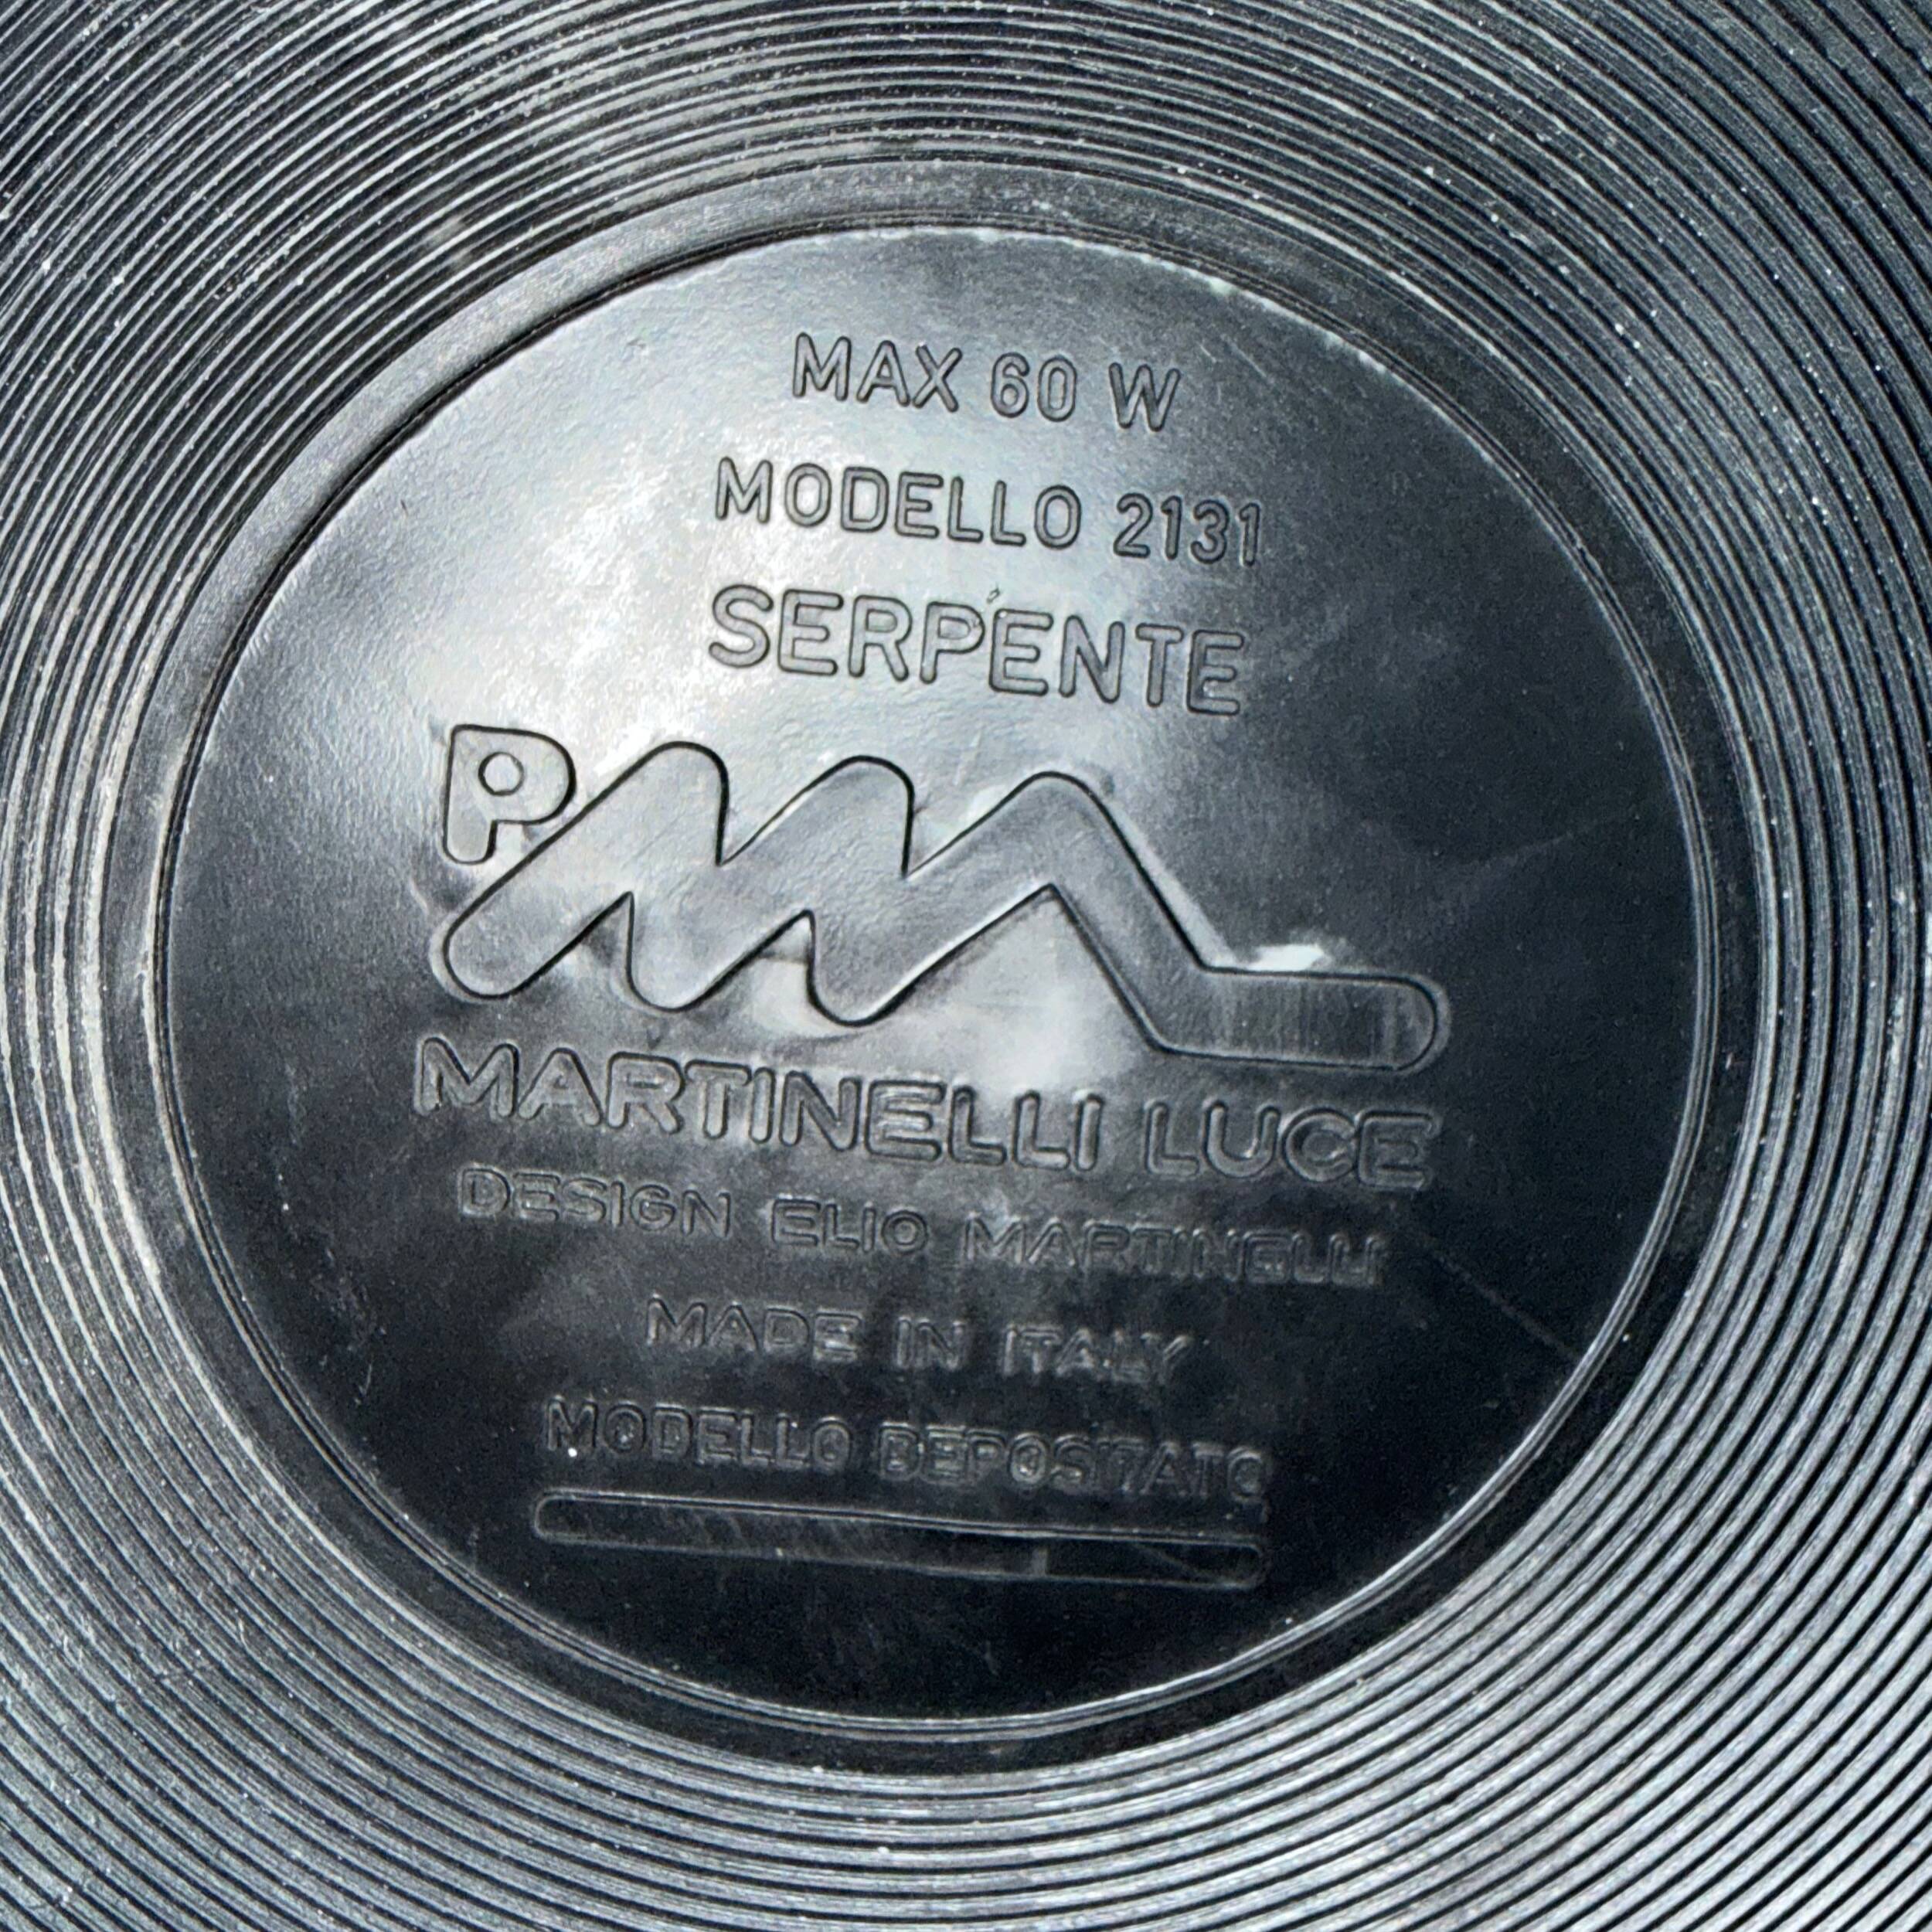 MAX 60 W
MODELLO 2131
SERPENTE
P
MARTINELLI LUCE
DESIGN ELIO MARTINELLI
MADE IN ITALY
MODELLO DEPOSITATO